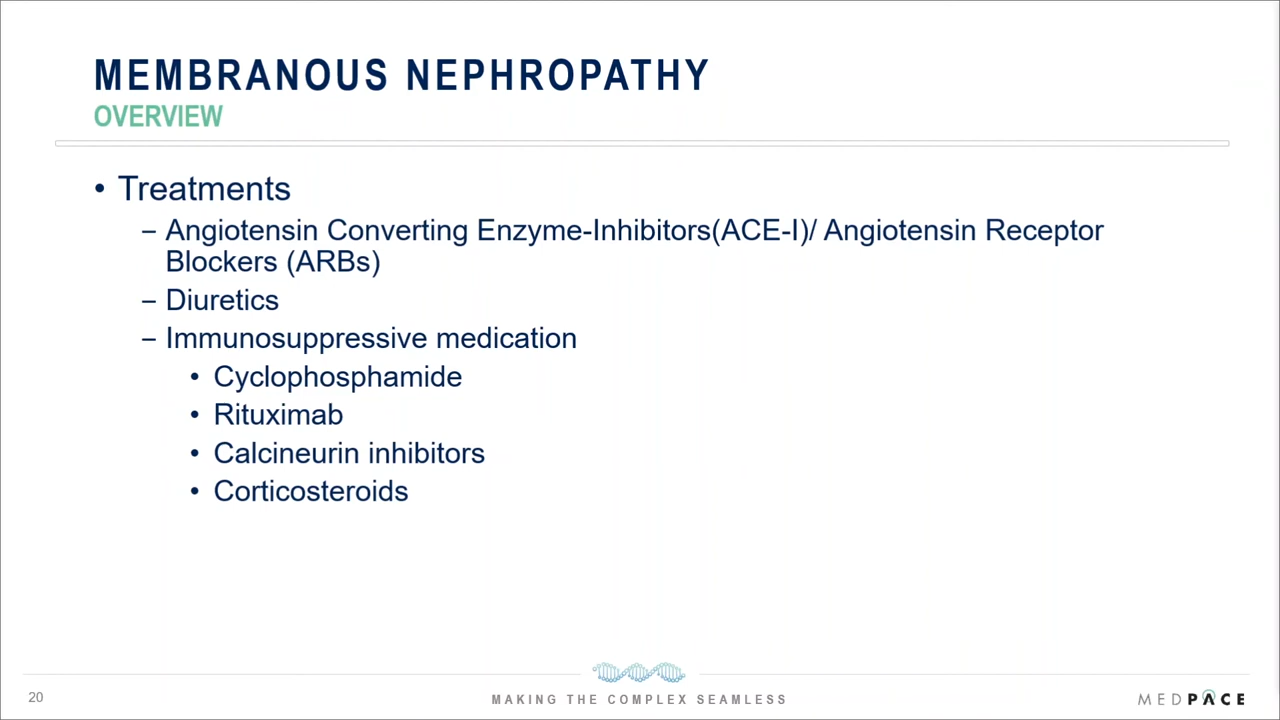 MEMBRANOUS NEPHROPATHY
OVERVIEW
• Treatments
– Angiotensin Converting Enzyme-Inhibitors(ACE-I)/ Angiotensin Receptor
Blockers (ARBs)
– Diuretics
– Immunosuppressive medication
• Cyclophosphamide
• Rituximab
• Calcineurin inhibitors
• Corticosteroids
20
MAKING THE COMPLEX SEAMLESS
MEDPACE